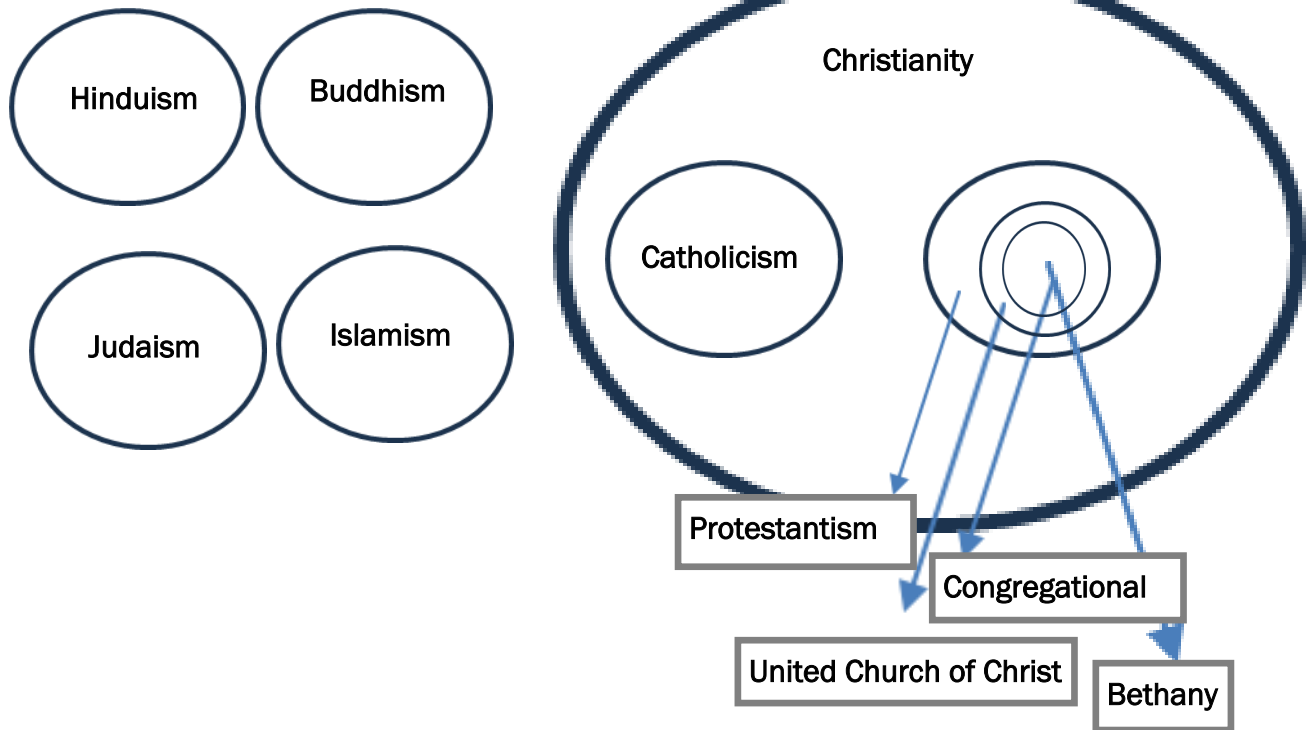 Hinduism
Buddhism
Christianity
Catholicism
Judaism
Islamism
Protestantism
Congregational
United Church of Christ
Bethany